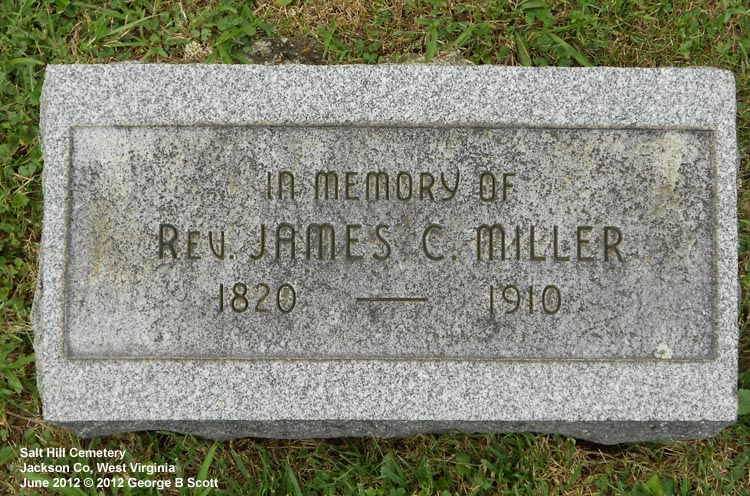 In Memory of
Rev. James C. Miller
1820 — 1910
Salt Hill Cemetery
Jackson Co, West Virginia
June 2012 © 2012 George B Scott